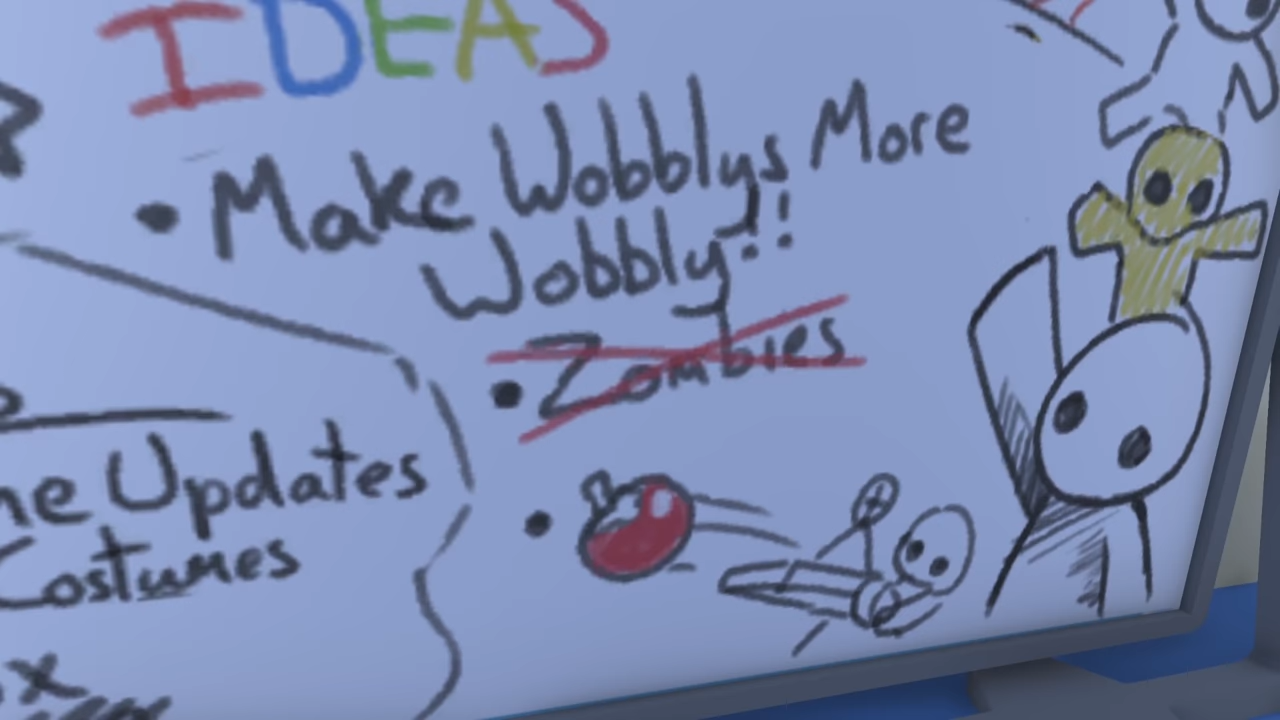 IDEAS
• Make Wobblys More
Wobbly!!
• Zombies
•
Updates
Costumes